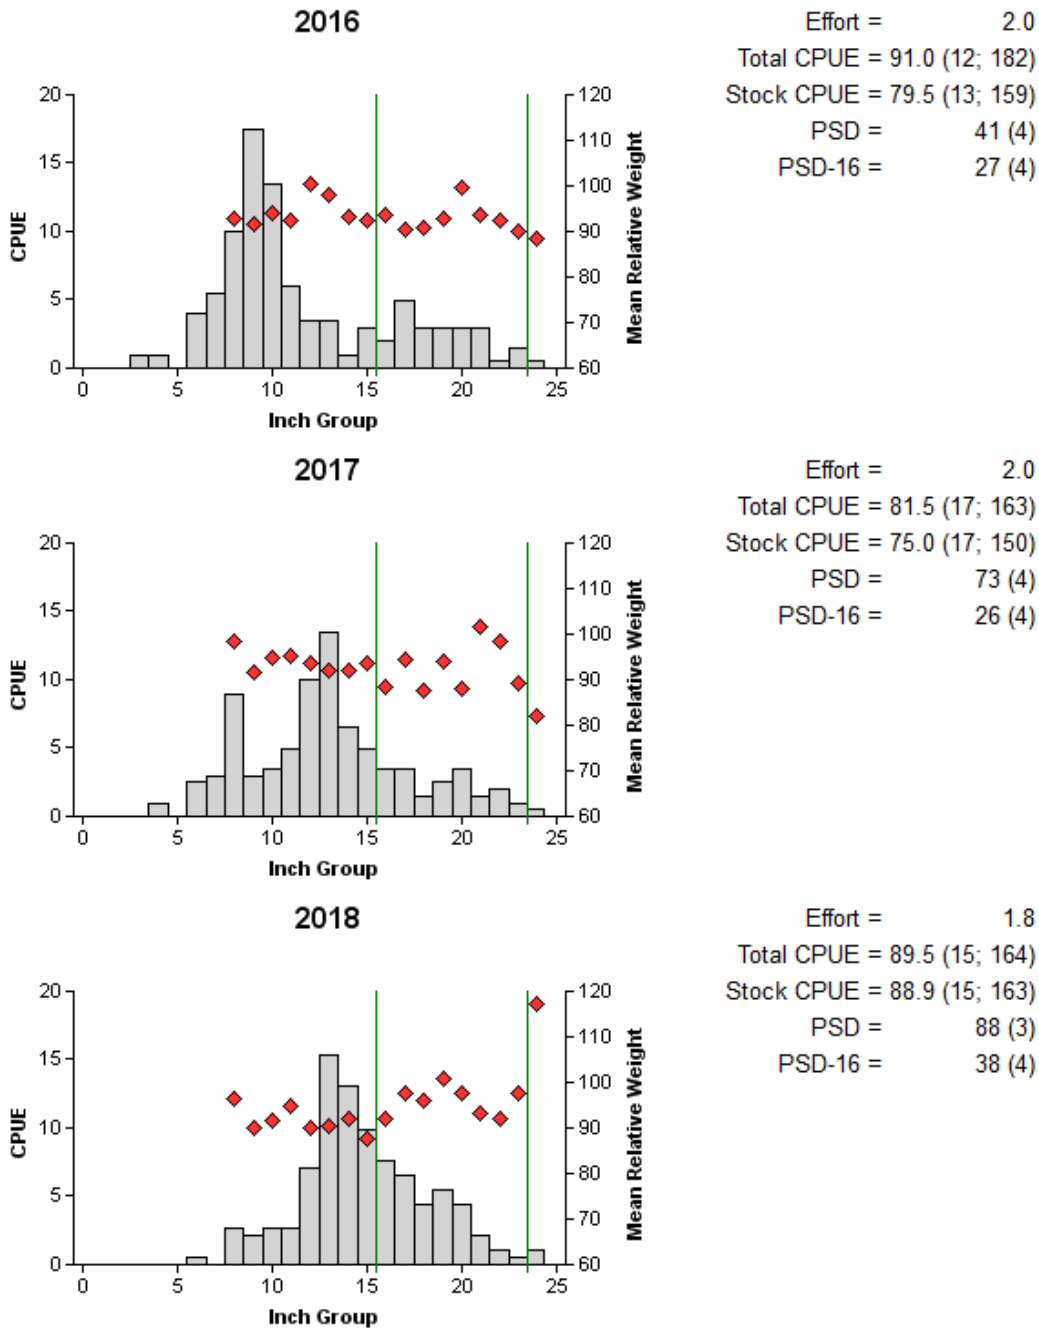 2016
Effort = 2.0
Total CPUE = 91.0 (12; 182)
Stock CPUE = 79.5 (13; 159)
PSD = 41 (4)
PSD-16 = 27 (4)
20 120
110
15 100
10 90
80
5 70
0 60
0 5 10 15 20 25
CPUE
Mean Relative Weight
Inch Group
2017
Effort = 2.0
Total CPUE = 81.5 (17; 163)
Stock CPUE = 75.0 (17; 150)
PSD = 73 (4)
PSD-16 = 26 (4)
20 120
110
15 100
10 90
80
5 70
0 60
0 5 10 15 20 25
CPUE
Mean Relative Weight
Inch Group
2018
Effort = 1.8
Total CPUE = 89.5 (15; 164)
Stock CPUE = 88.9 (15; 163)
PSD = 88 (3)
PSD-16 = 38 (4)
20 120
110
15 100
10 90
80
5 70
0 60
0 5 10 15 20 25
CPUE
Mean Relative Weight
Inch Group